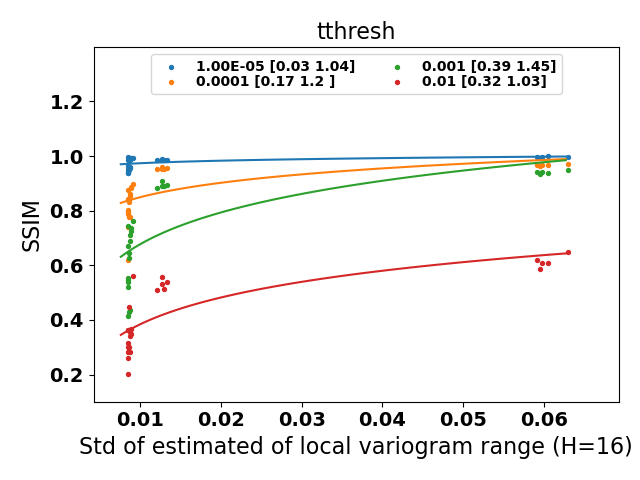 tthresh
1.00E-05 [0.03 1.04]
0.0001 [0.17 1.2 ]
0.001 [0.39 1.45]
0.01 [0.32 1.03]
SSIM
1.2
1.0
0.8
0.6
0.4
0.2
0.01 0.02 0.03 0.04 0.05 0.06
Std of estimated of local variogram range (H=16)